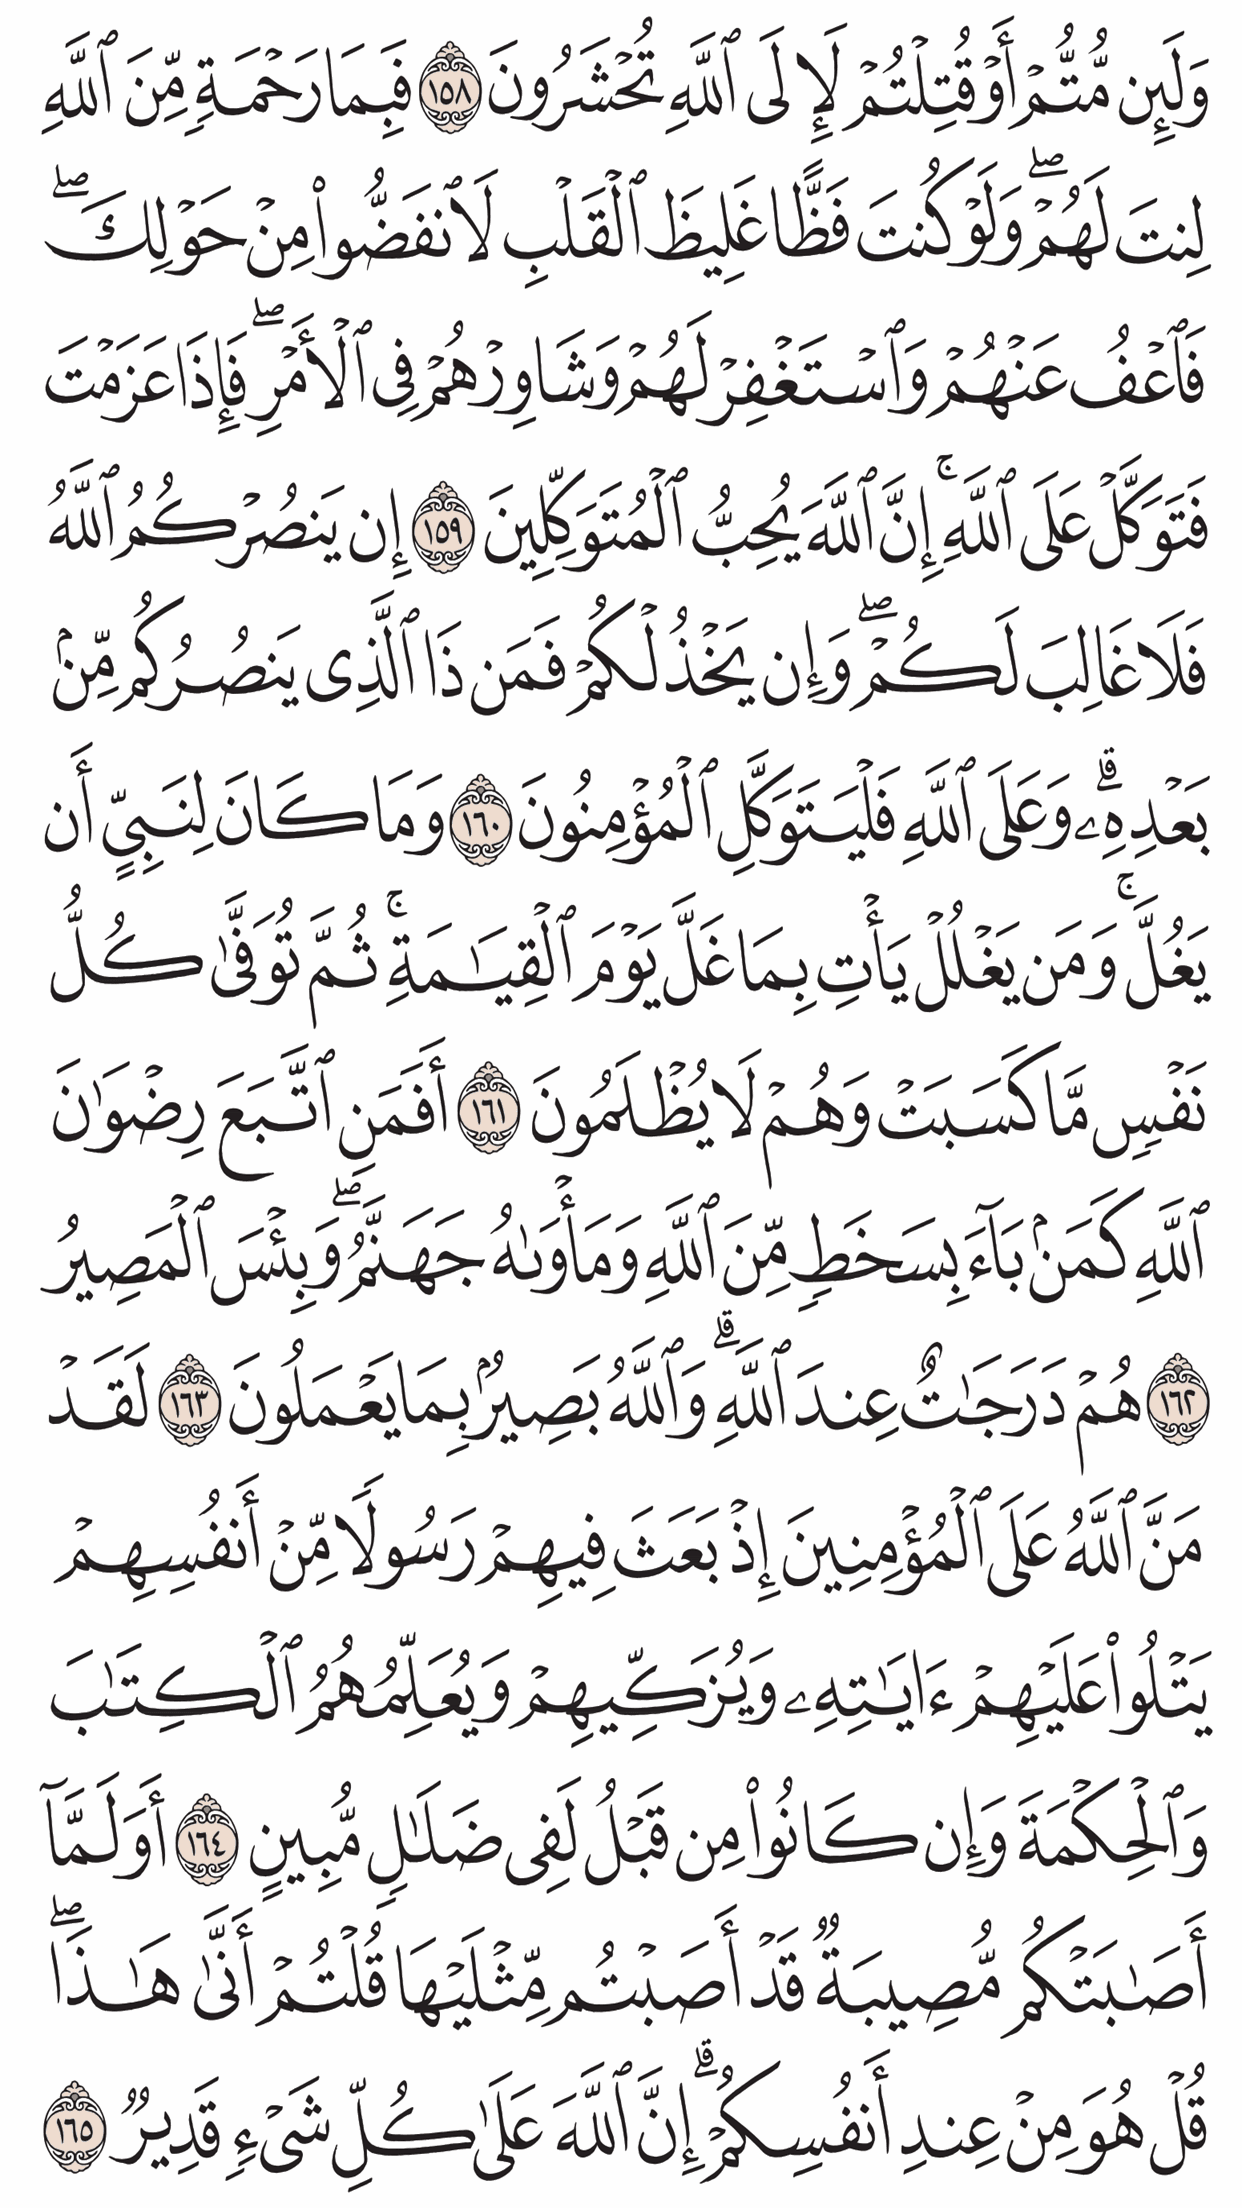 وَلَئِن مُّتُّمۡ أَوۡ قُتِلۡتُمۡ لَإِلَى ٱللَّهِ تُحۡشَرُونَ ١٥٨ فَبِمَا رَحۡمَةٖ مِّنَ ٱللَّهِ
لِنتَ لَهُمۡۖ وَلَوۡ كُنتَ فَظًّا غَلِيظَ ٱلۡقَلۡبِ لَٱنفَضُّواْ مِنۡ حَوۡلِكَۖ
فَٱعۡفُ عَنۡهُمۡ وَٱسۡتَغۡفِرۡ لَهُمۡ وَشَاوِرۡهُمۡ فِي ٱلۡأَمۡرِۖ فَإِذَا عَزَمۡتَ
فَتَوَكَّلۡ عَلَى ٱللَّهِۚ إِنَّ ٱللَّهَ يُحِبُّ ٱلۡمُتَوَكِّلِينَ ١٥٩ إِن يَنصُرۡكُمُ ٱللَّهُ
فَلَا غَالِبَ لَكُمۡۖ وَإِن يَخۡذُلۡكُمۡ فَمَن ذَا ٱلَّذِي يَنصُرُكُم مِّنۢ
بَعۡدِهِۦۗ وَعَلَى ٱللَّهِ فَلۡيَتَوَكَّلِ ٱلۡمُؤۡمِنُونَ ١٦٠ وَمَا كَانَ لِنَبِيٍّ أَن
يَغُلَّۚ وَمَن يَغۡلُلۡ يَأۡتِ بِمَا غَلَّ يَوۡمَ ٱلۡقِيَٰمَةِۚ ثُمَّ تُوَفَّىٰ كُلُّ
نَفۡسٖ مَّا كَسَبَتۡ وَهُمۡ لَا يُظۡلَمُونَ ١٦١ أَفَمَنِ ٱتَّبَعَ رِضۡوَٰنَ
ٱللَّهِ كَمَنۢ بَآءَ بِسَخَطٖ مِّنَ ٱللَّهِ وَمَأۡوَىٰهُ جَهَنَّمُۖ وَبِئۡسَ ٱلۡمَصِيرُ
١٦٢ هُمۡ دَرَجَٰتٌ عِندَ ٱللَّهِۗ وَٱللَّهُ بَصِيرُۢ بِمَا يَعۡمَلُونَ ١٦٣ لَقَدۡ
مَنَّ ٱللَّهُ عَلَى ٱلۡمُؤۡمِنِينَ إِذۡ بَعَثَ فِيهِمۡ رَسُولٗا مِّنۡ أَنفُسِهِمۡ
يَتۡلُواْ عَلَيۡهِمۡ ءَايَٰتِهِۦ وَيُزَكِّيهِمۡ وَيُعَلِّمُهُمُ ٱلۡكِتَٰبَ
وَٱلۡحِكۡمَةَ وَإِن كَانُواْ مِن قَبۡلُ لَفِي ضَلَٰلٖ مُّبِينٍ ١٦٤ أَوَلَمَّآ
أَصَٰبَتۡكُم مُّصِيبَةٞ قَدۡ أَصَبۡتُم مِّثۡلَيۡهَا قُلۡتُمۡ أَنَّىٰ هَٰذَاۖ
قُلۡ هُوَ مِنۡ عِندِ أَنفُسِكُمۡۗ إِنَّ ٱللَّهَ عَلَىٰ كُلِّ شَيۡءٖ قَدِيرٞ ١٦٥